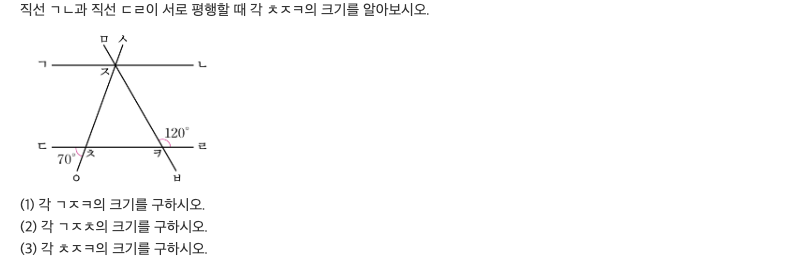 직선 ㄱㄴ과 직선 ㄷㄹ이 서로 평행할 때 각 ㅊㅈㅋ의 크기를 알아보시오.
ㅁ ㅅ
ㄱ ㄴ
ㅈ
120°
ㄷ ㄹ
70° ㅊ ㅋ
ㅇ ㅂ
(1) 각 ㄱㅈㅋ의 크기를 구하시오.
(2) 각 ㄱㅈㅊ의 크기를 구하시오.
(3) 각 ㅊㅈㅋ의 크기를 구하시오.